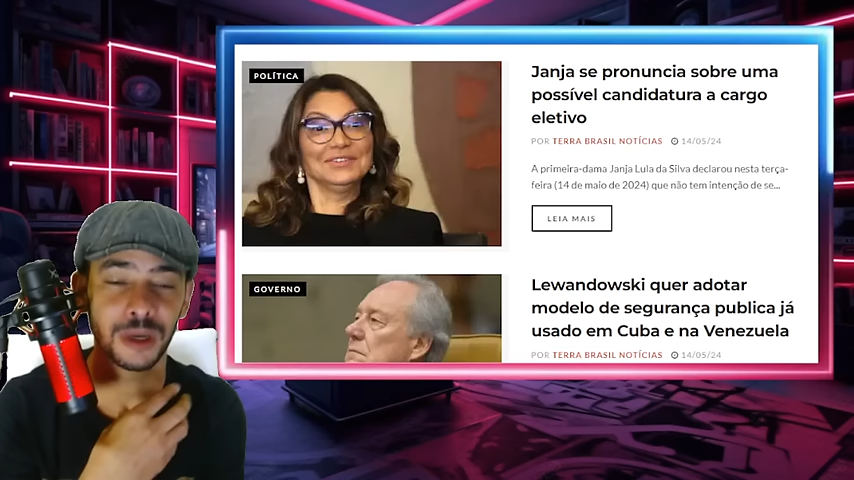 POLÍTICA
Janja se pronuncia sobre uma
possível candidatura a cargo
eletivo
POR TERRA BRASIL NOTÍCIAS 14/05/24
A primeira-dama Janja Lula da Silva declarou nesta terça-
feira (14 de maio de 2024) que não tem intenção de se...
LEIA MAIS
GOVERNO
Lewandowski quer adotar
modelo de segurança publica já
usado em Cuba e na Venezuela
POR TERRA BRASIL NOTÍCIAS 14/05/24